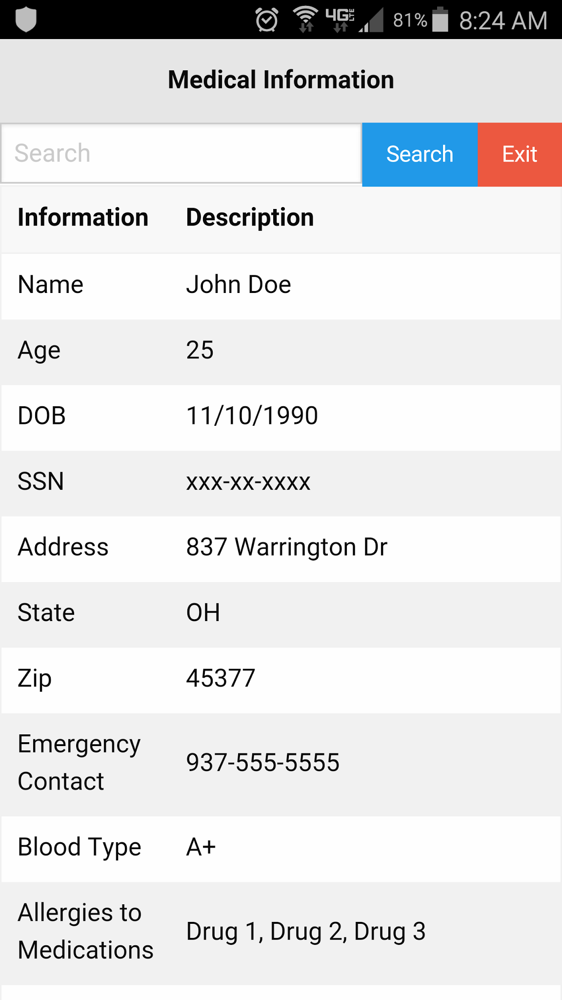 4G LTE 81% 8:24 AM
Medical Information
Search Search Exit
Information Description
Name John Doe
Age 25
DOB 11/10/1990
SSN xxx-xx-xxxx
Address 837 Warrington Dr
State OH
Zip 45377
Emergency Contact 937-555-5555
Blood Type A+
Allergies to Medications Drug 1, Drug 2, Drug 3